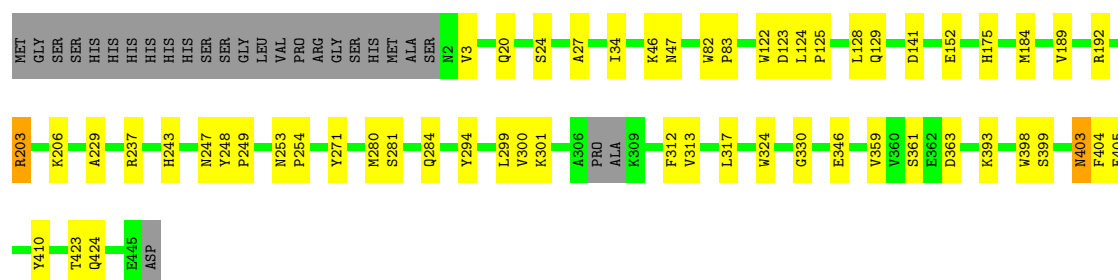 MET GLY SER SER HIS HIS HIS HIS HIS HIS SER SER GLY LEU VAL PRO ARG GLY SER HIS MET ALA SER N2 V3 Q20 S24 A27 I34 K46 N47 W82 P83 W122 D123 L124 P125 L128 Q129 D141 E152 H175 M184 V189 R192
R203 K206 A229 R237 H243 N247 Y248 P249 N253 P254 Y271 M280 S281 Q284 Y294 L299 V300 K301 A306 PRO ALA K309 F312 V313 L317 W324 G330 E346 V359 V360 S361 E362 D363 K393 W398 S399 N403 F404 E405
Y410 T423 Q424 E445 ASP